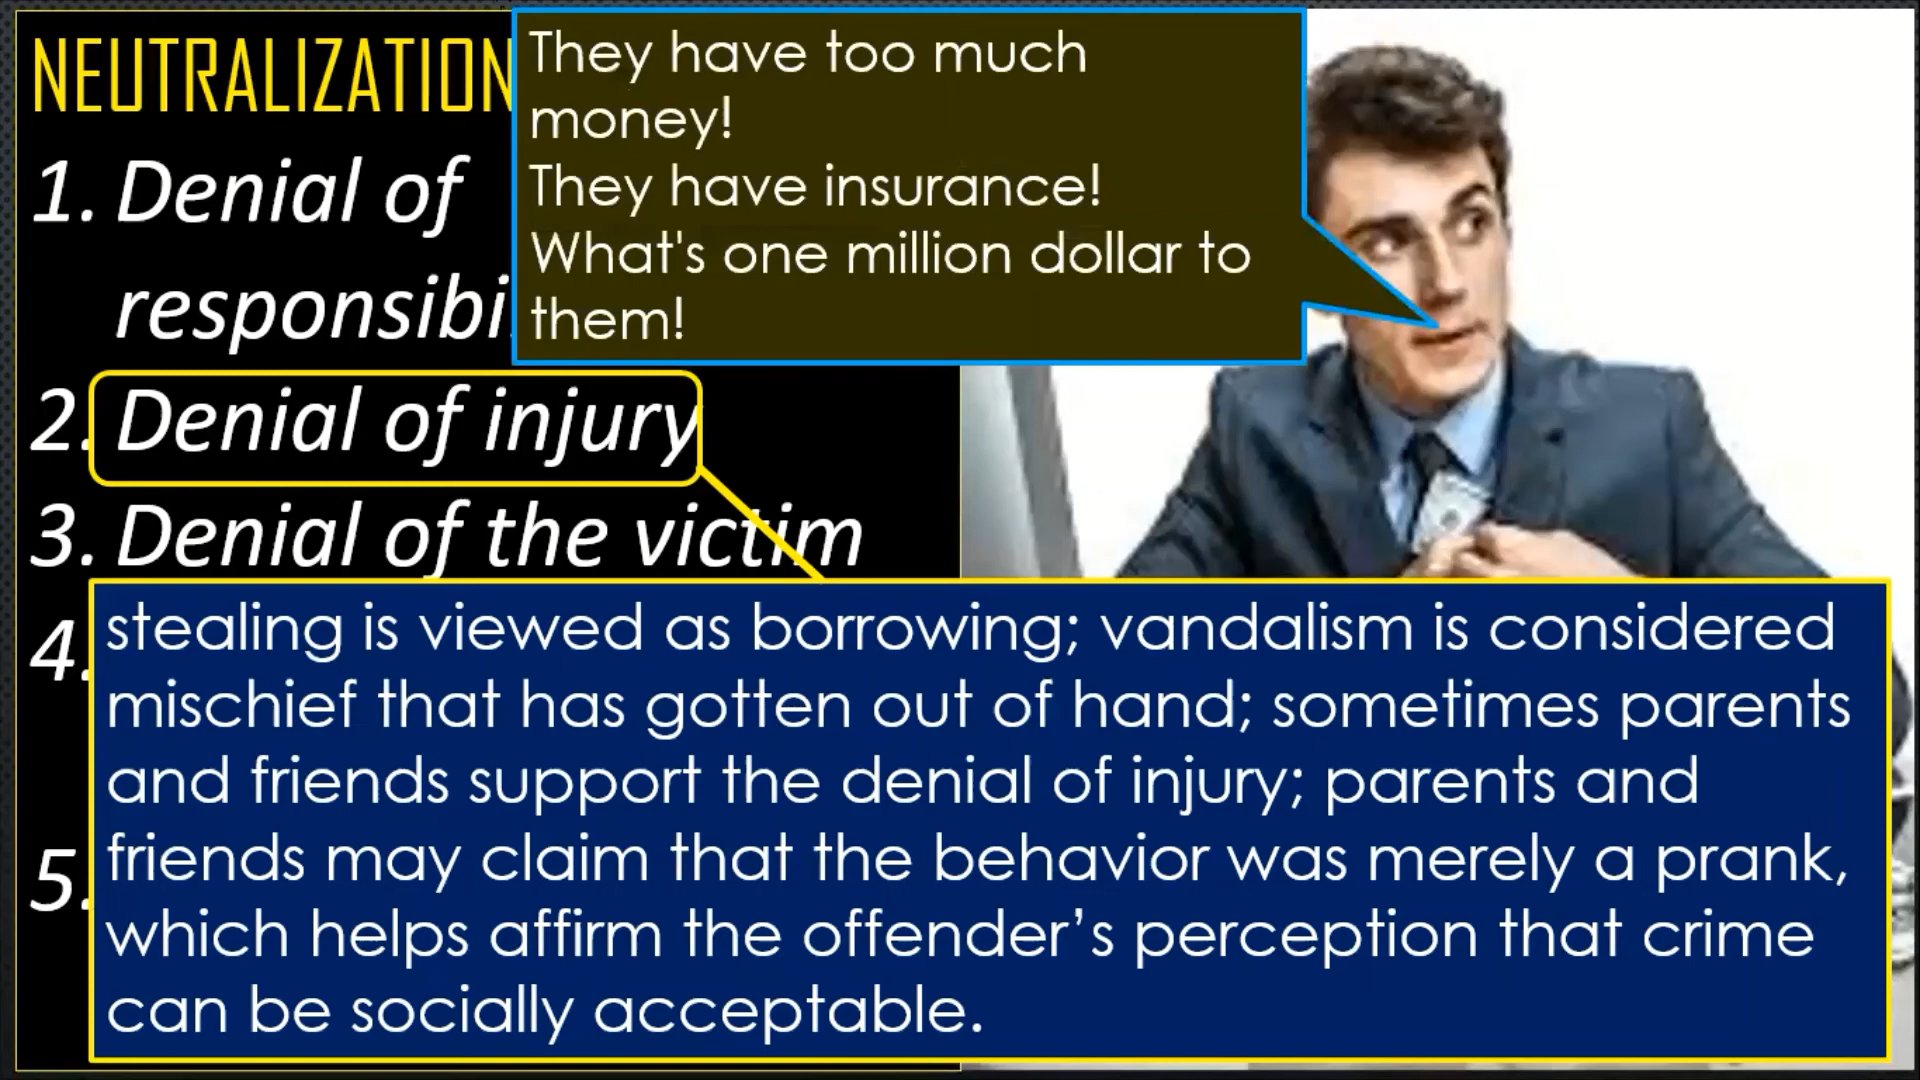 NEUTRALIZATION
They have too much
money!
They have insurance!
What's one million dollar to
them!
1. Denial of
responsibi
2. Denial of injury
3. Denial of the victim
4.
5.
stealing is viewed as borrowing; vandalism is considered
mischief that has gotten out of hand; sometimes parents
and friends support the denial of injury; parents and
friends may claim that the behavior was merely a prank,
which helps affirm the offender’s perception that crime
can be socially acceptable.